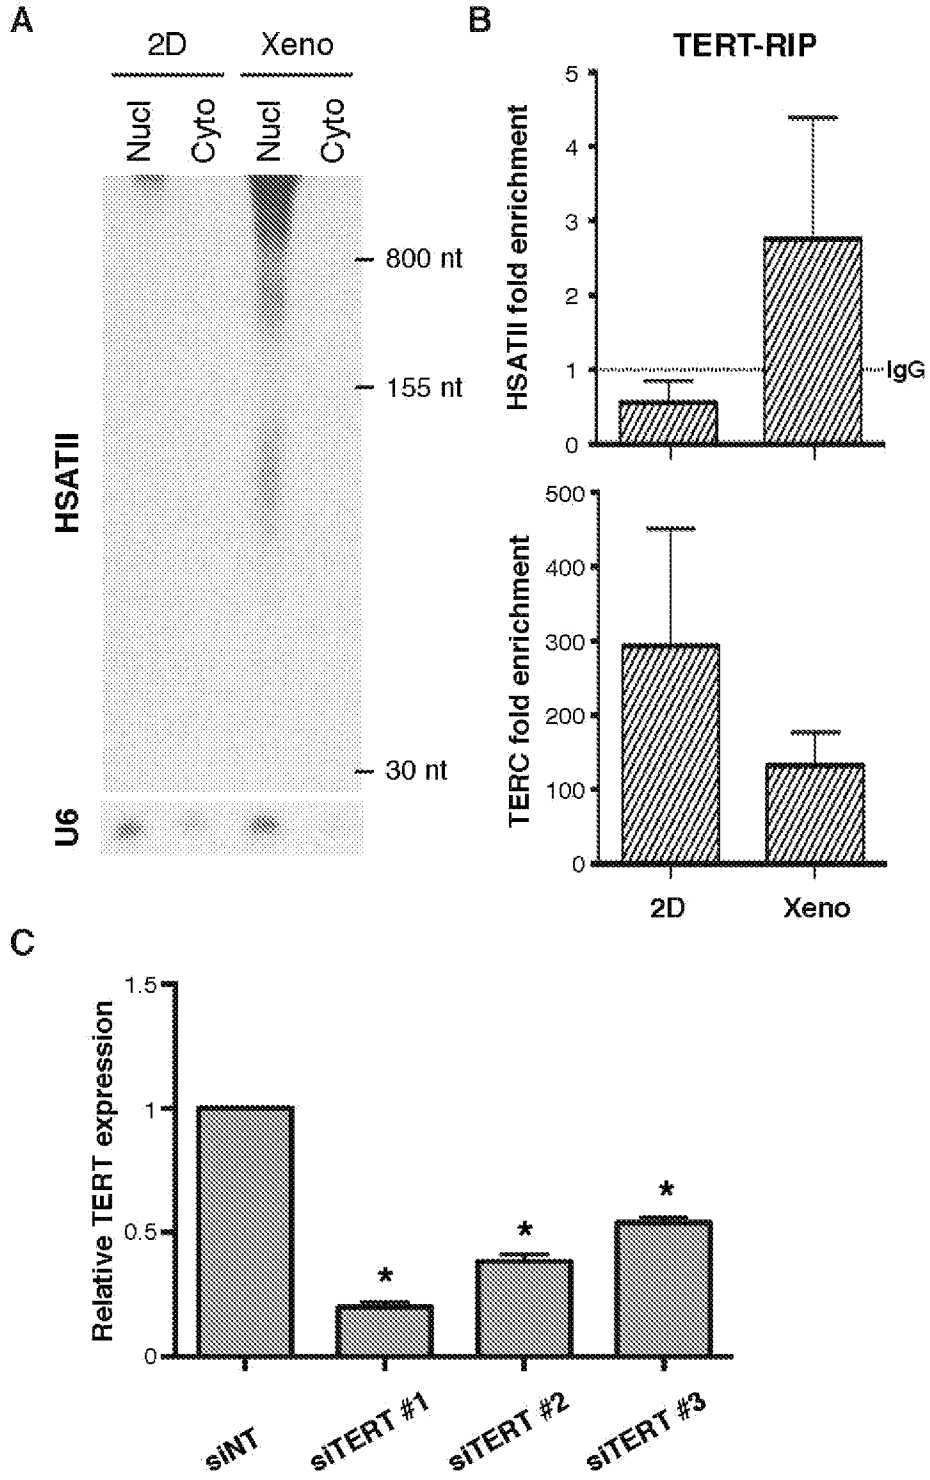 A
2D Xeno
Nucl Cyto Nucl Cyto
800 nt
155 nt
30 nt
HSATII
U6
B
TERT-RIP
HSATII fold enrichment
5
4
3
2
1
0
IgG
TERC fold enrichment
500
400
300
200
100
0
2D Xeno
C
Relative TERT expression
1.5
1
0.5
0
* * *
siNT siTERT #1 siTERT #2 siTERT #3